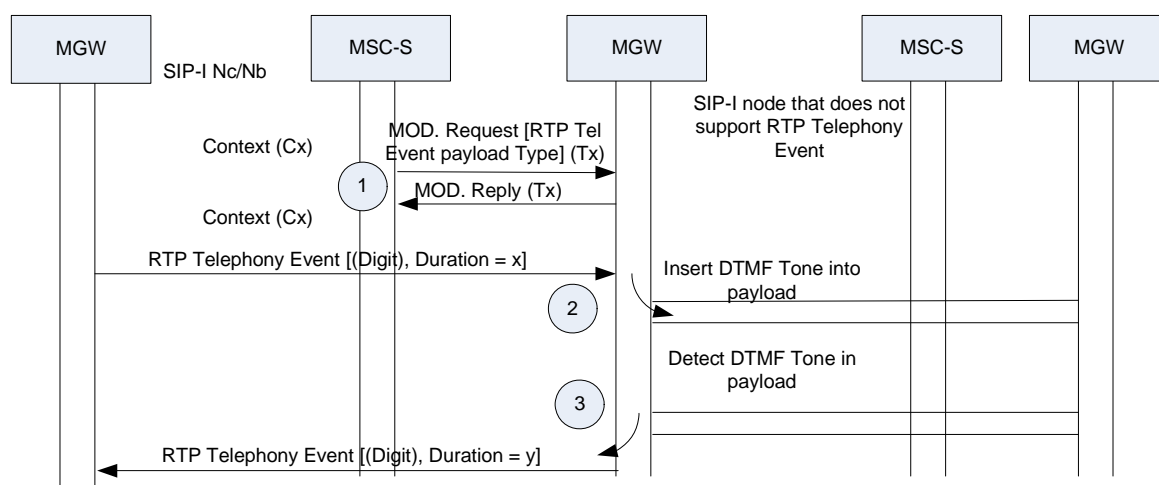 MGW
MSC-S
MGW
MSC-S
MGW
SIP-I Nc/Nb
SIP-I node that does not
support RTP Telephony
Event
Context (Cx)
MOD. Request [RTP Tel
Event payload Type] (Tx)
1
MOD. Reply (Tx)
Context (Cx)
RTP Telephony Event [(Digit), Duration = x]
Insert DTMF Tone into
payload
2
Detect DTMF Tone in
payload
3
RTP Telephony Event [(Digit), Duration = y]